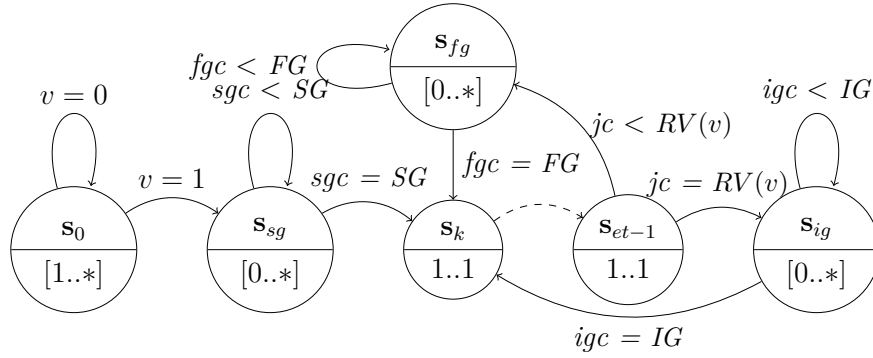 s_fg
[0..*]
fgc < FG
sgc < SG
v = 0
igc < IG
jc < RV(v)
v = 1
sgc = SG
fgc = FG
jc = RV(v)
s_0
[1..*]
s_sg
[0..*]
s_k
1..1
s_et−1
1..1
s_ig
[0..*]
igc = IG